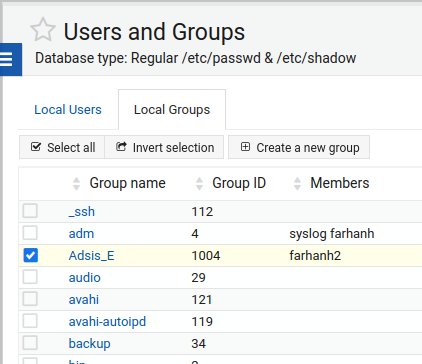 Users and Groups
Database type: Regular /etc/passwd & /etc/shadow
Local Users Local Groups
Select all Invert selection Create a new group
Group name Group ID Members
_ssh 112
adm 4 syslog farhanh
Adsis_E 1004 farhanh2
audio 29
avahi 121
avahi-autoipd 119
backup 34